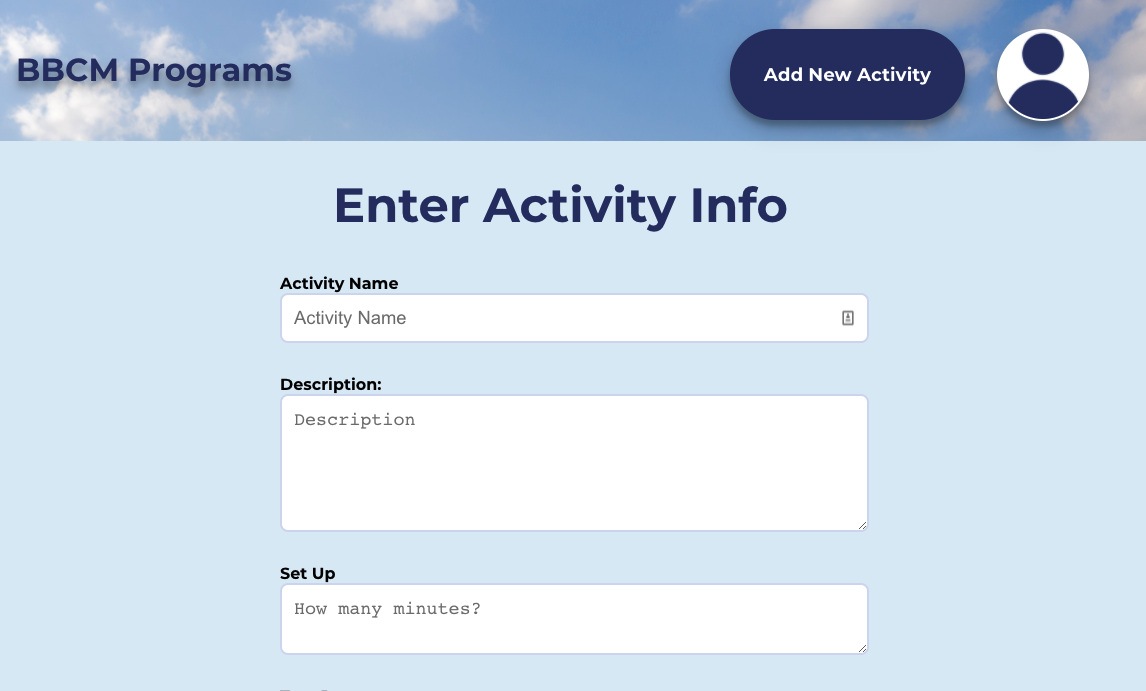 BBCM Programs
Add New Activity
Enter Activity Info
Activity Name
Activity Name
Description:
Description
Set Up
How many minutes?